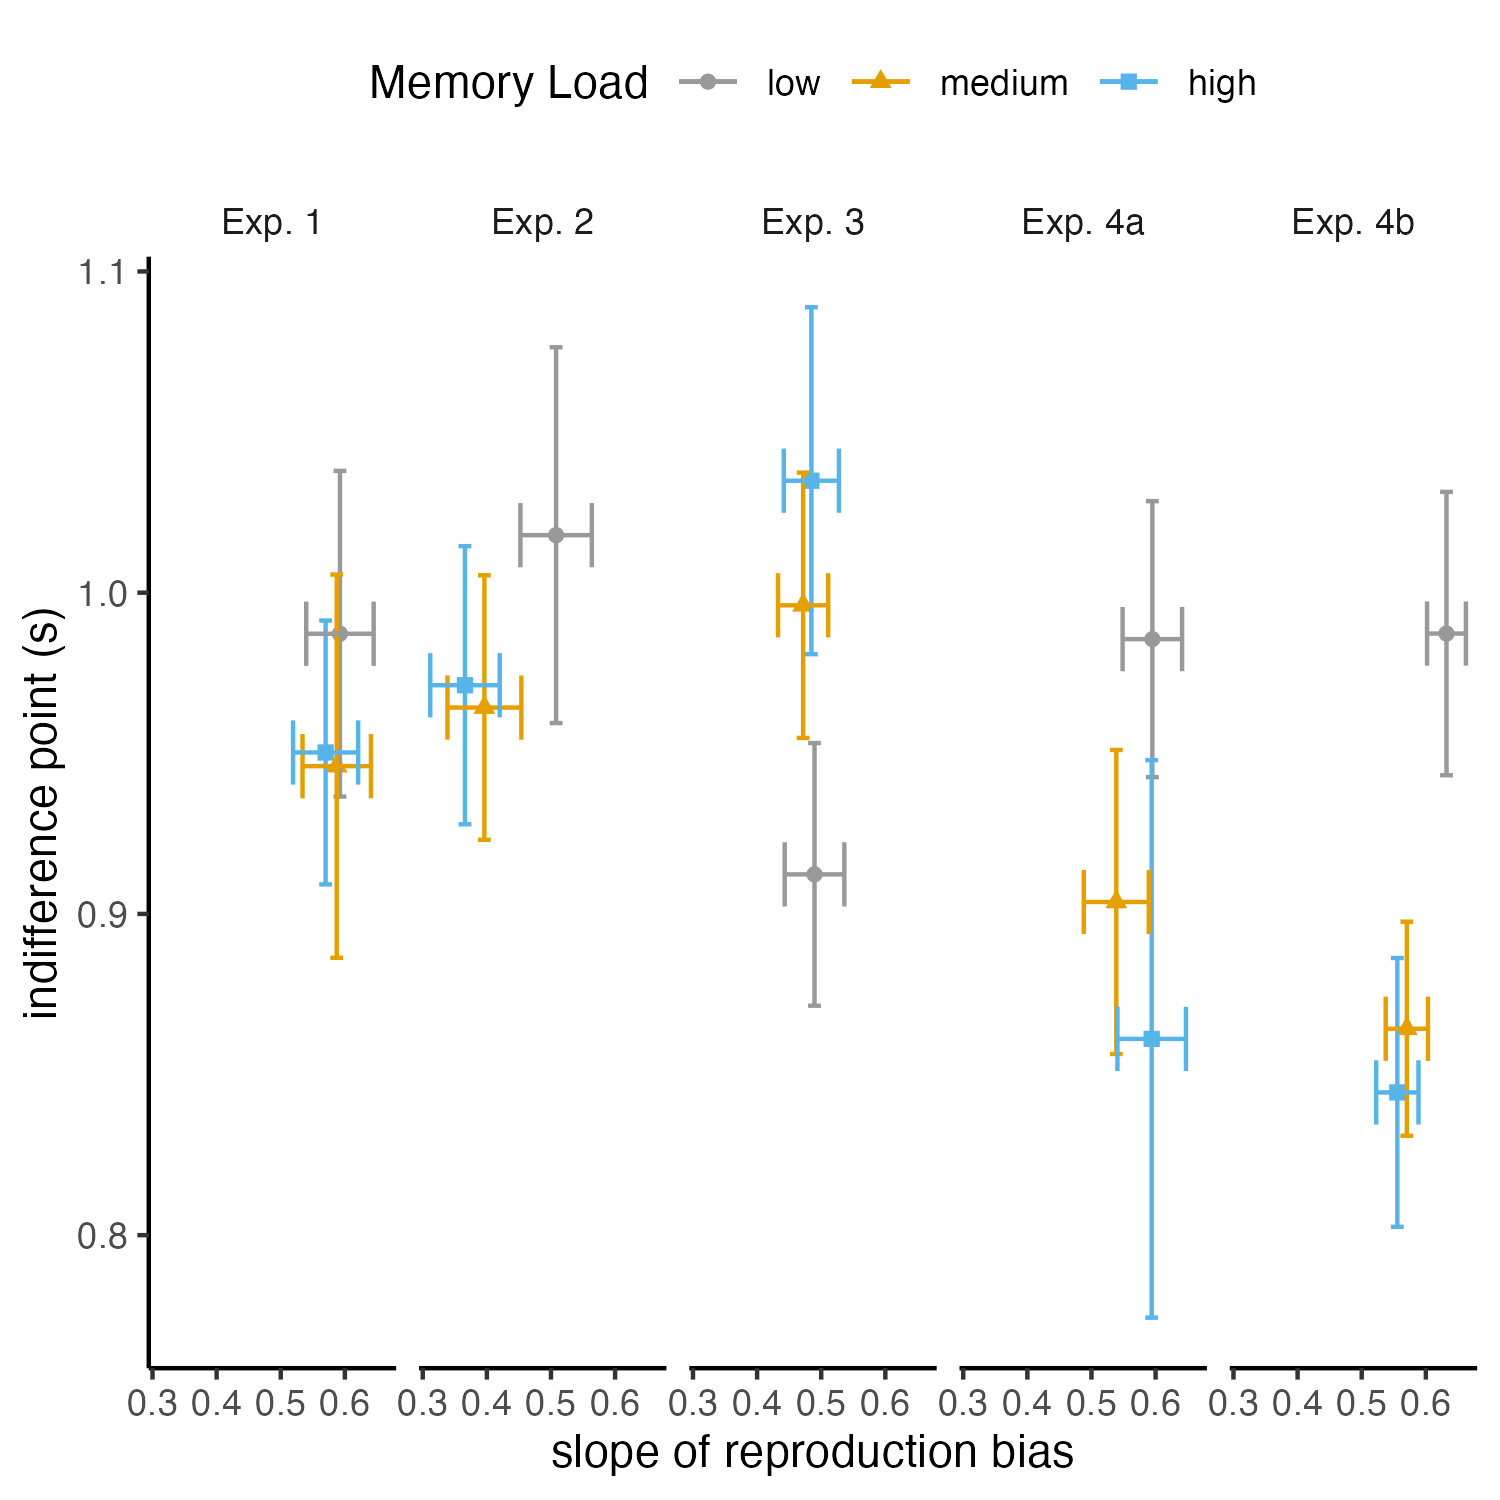 Memory Load low medium high
Exp. 1 Exp. 2 Exp. 3 Exp. 4a Exp. 4b
1.1
1.0
0.9
0.8
indifference point (s)
0.3 0.4 0.5 0.6 0.3 0.4 0.5 0.6 0.3 0.4 0.5 0.6 0.3 0.4 0.5 0.6 0.3 0.4 0.5 0.6
slope of reproduction bias